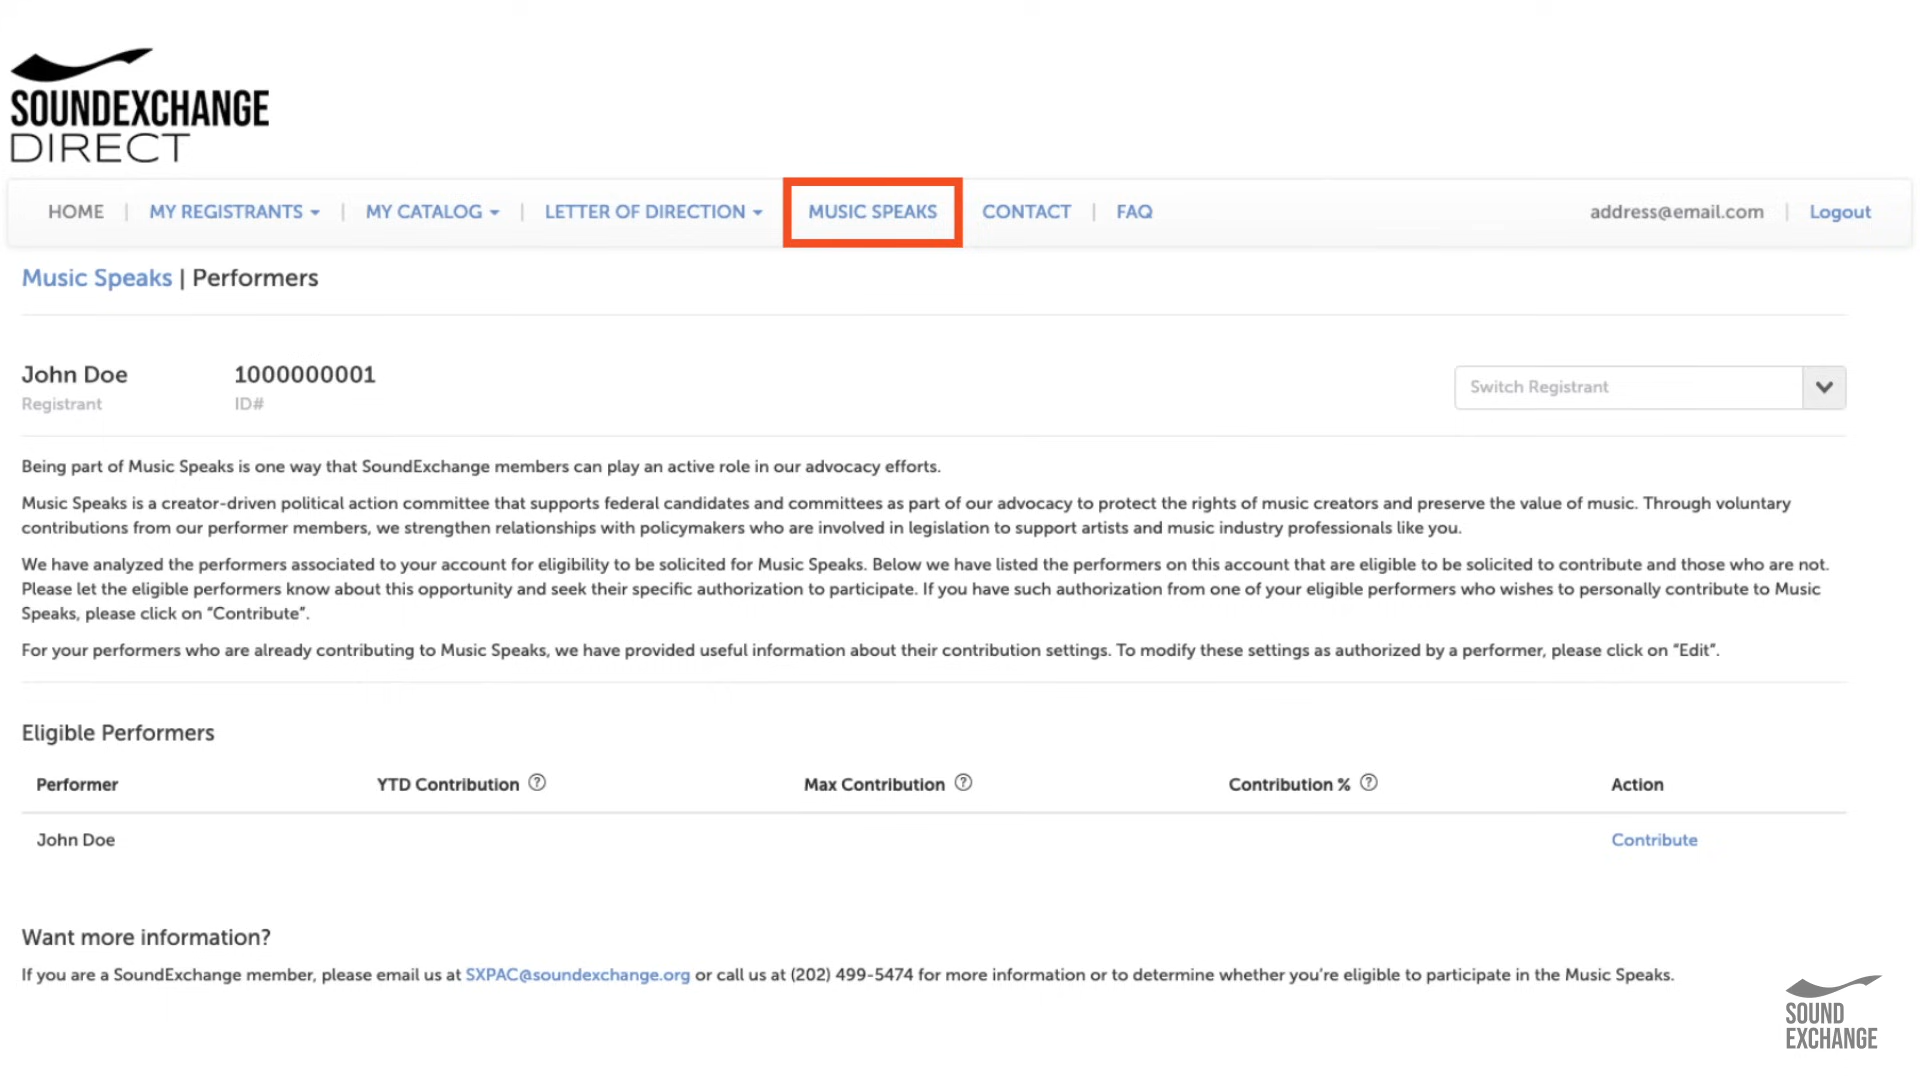 SOUNDEXCHANGE
DIRECT
HOME | MY REGISTRANTS | MY CATALOG | LETTER OF DIRECTION MUSIC SPEAKS CONTACT | FAQ address@email.com | Logout
Music Speaks | Performers
John Doe 1000000001 Switch Registrant
Registrant ID#
Being part of Music Speaks is one way that SoundExchange members can play an active role in our advocacy efforts.
Music Speaks is a creator-driven political action committee that supports federal candidates and committees as part of our advocacy to protect the rights of music creators and preserve the value of music. Through voluntary
contributions from our performer members, we strengthen relationships with policymakers who are involved in legislation to support artists and music industry professionals like you.
We have analyzed the performers associated to your account for eligibility to be solicited for Music Speaks. Below we have listed the performers on this account that are eligible to be solicited to contribute and those who are not.
Please let the eligible performers know about this opportunity and seek their specific authorization to participate. If you have such authorization from one of your eligible performers who wishes to personally contribute to Music
Speaks, please click on “Contribute”.
For your performers who are already contributing to Music Speaks, we have provided useful information about their contribution settings. To modify these settings as authorized by a performer, please click on “Edit”.
Eligible Performers
Performer YTD Contribution ? Max Contribution ? Contribution % ? Action
John Doe Contribute
Want more information?
If you are a SoundExchange member, please email us at SXPAC@soundexchange.org or call us at (202) 499-5474 for more information or to determine whether you’re eligible to participate in the Music Speaks.
SOUND
EXCHANGE